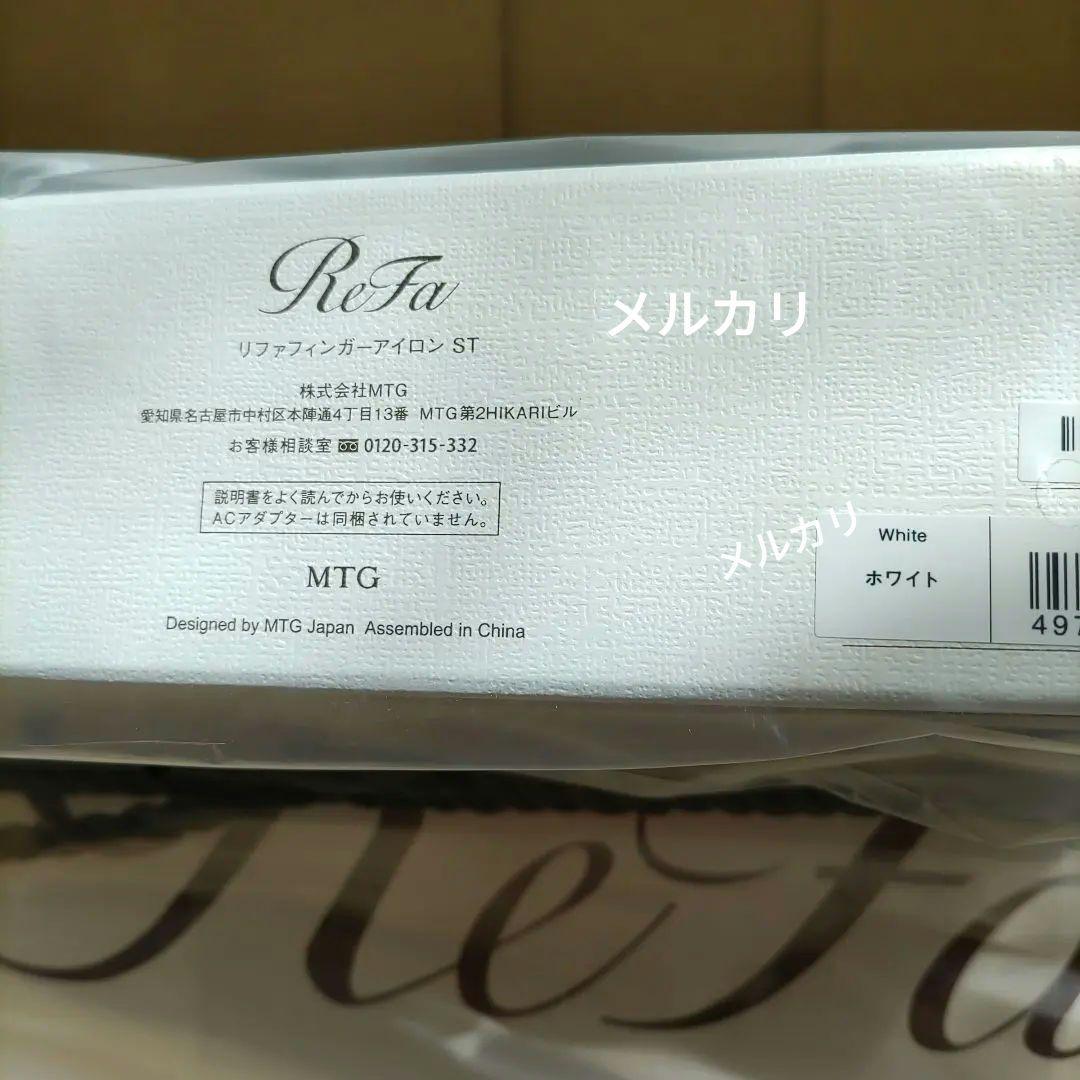 ReFa
リファフィンガーアイロン ST
株式会社MTG
愛知県名古屋市中村区本陣通4丁目13番 MTG第2HIKARIビル
お客様相談室 0120-315-332
説明書をよく読んでからお使いください。
ACアダプターは同梱されていません。
MTG
Designed by MTG Japan Assembled in China
メルカリ
メルカリ
White
ホワイト
497
ReFa